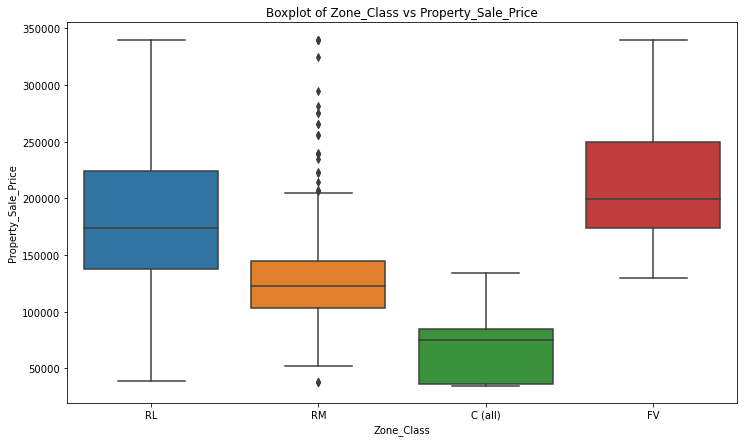 Boxplot of Zone_Class vs Property_Sale_Price
350000
300000
250000
200000
150000
100000
50000
Property_Sale_Price
RL RM C (all) FV
Zone_Class